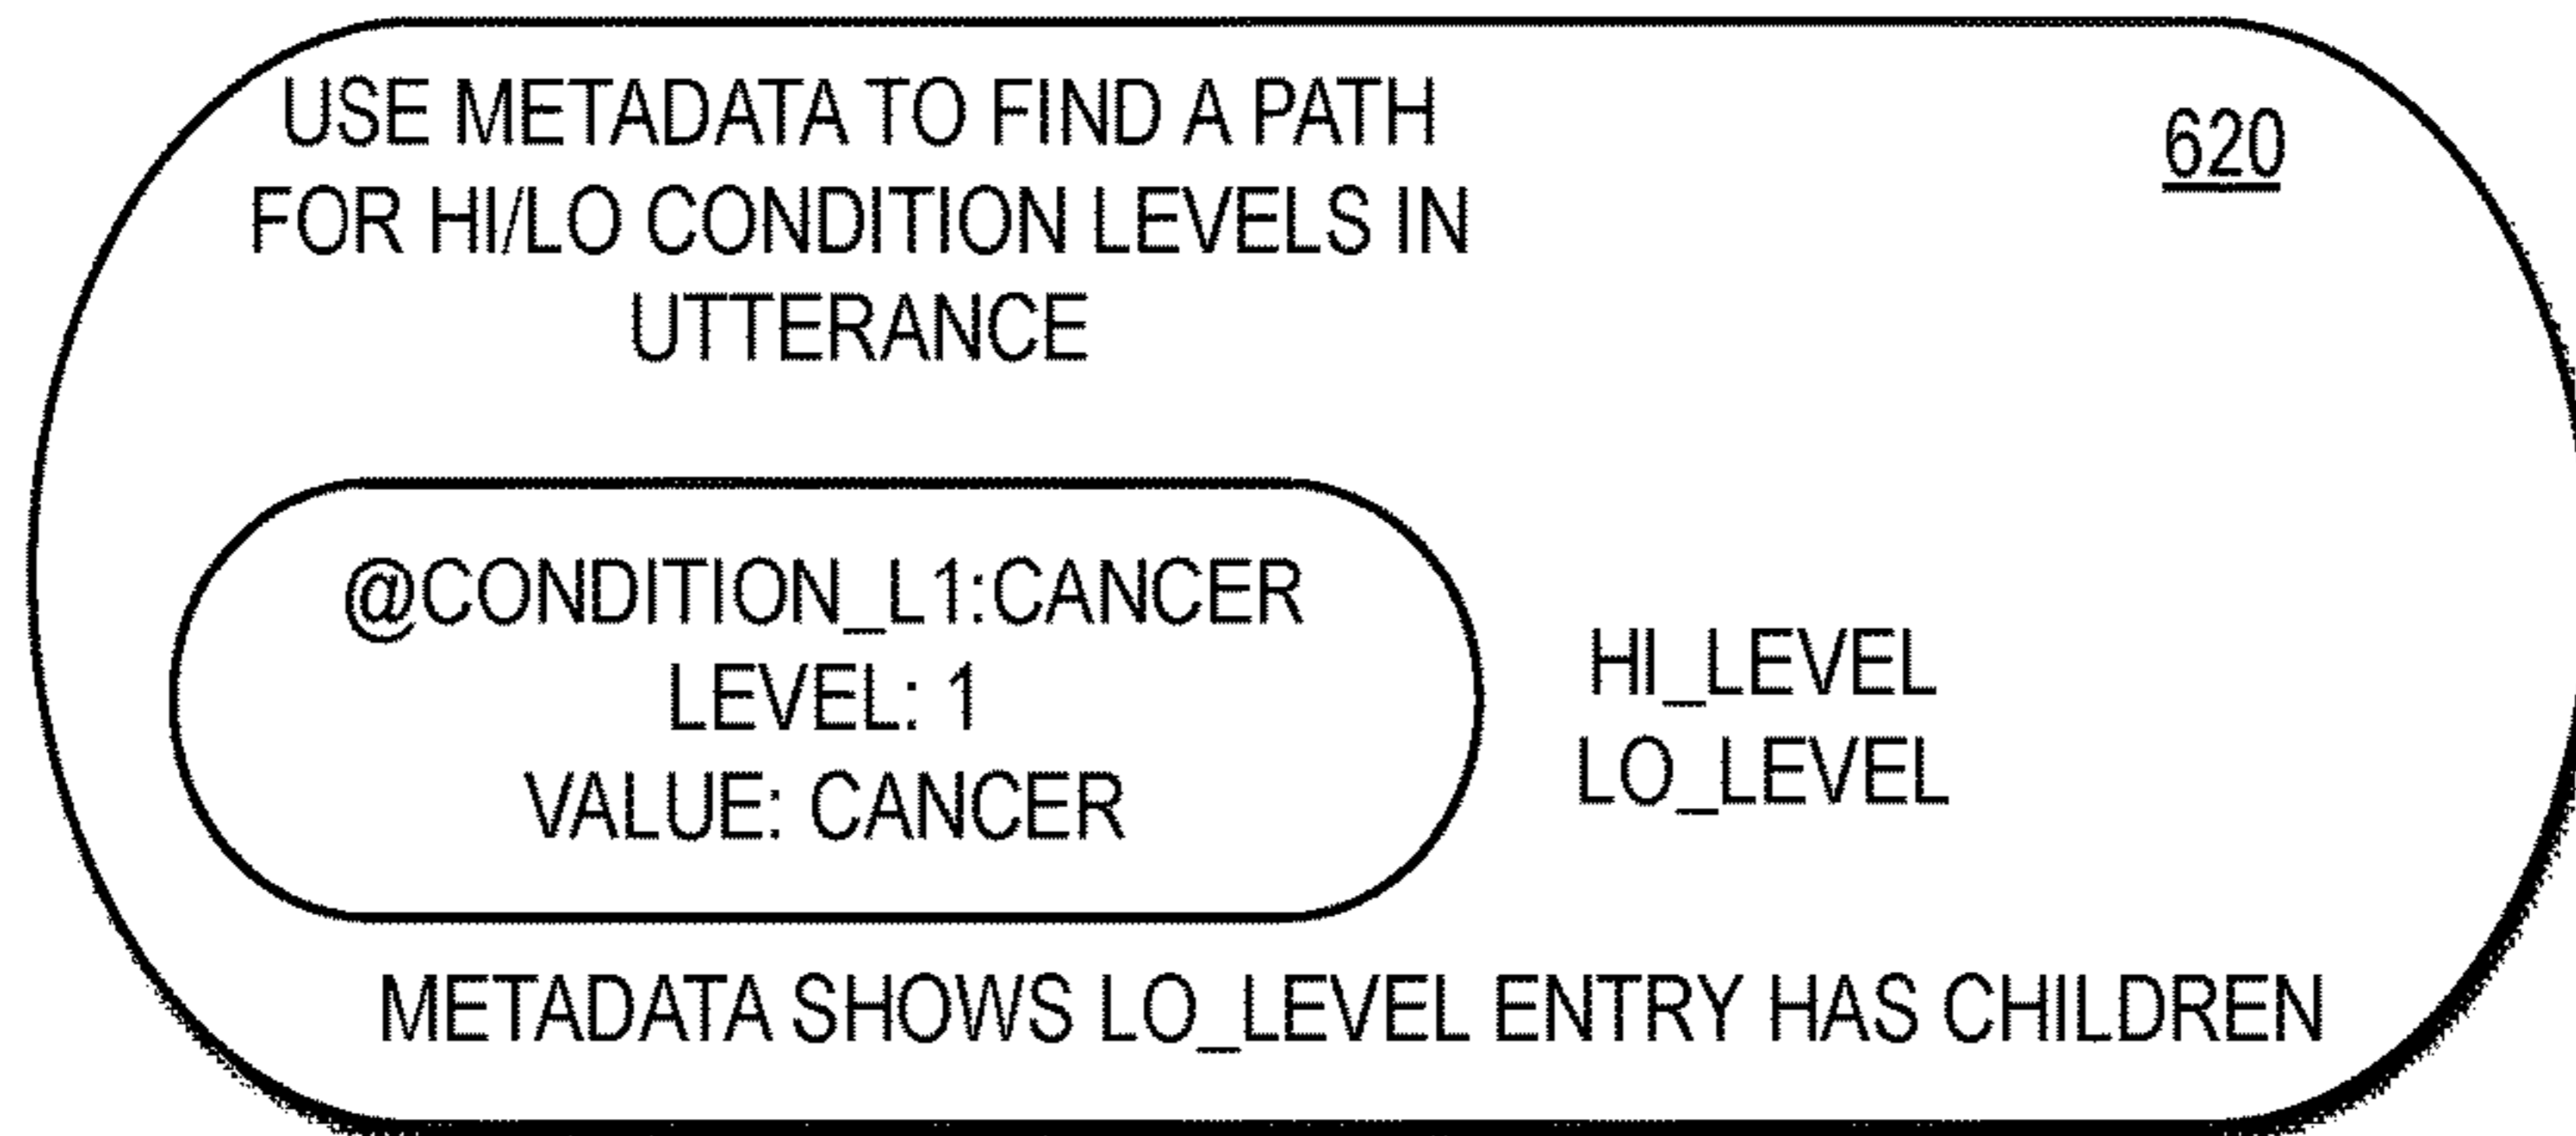 USE METADATA TO FIND A PATH
620
FOR HI/LO CONDITION LEVELS IN
UTTERANCE
@CONDITION_L1:CANCER
LEVEL: 1
VALUE: CANCER
HI_LEVEL
LO_LEVEL
METADATA SHOWS LO_LEVEL ENTRY HAS CHILDREN